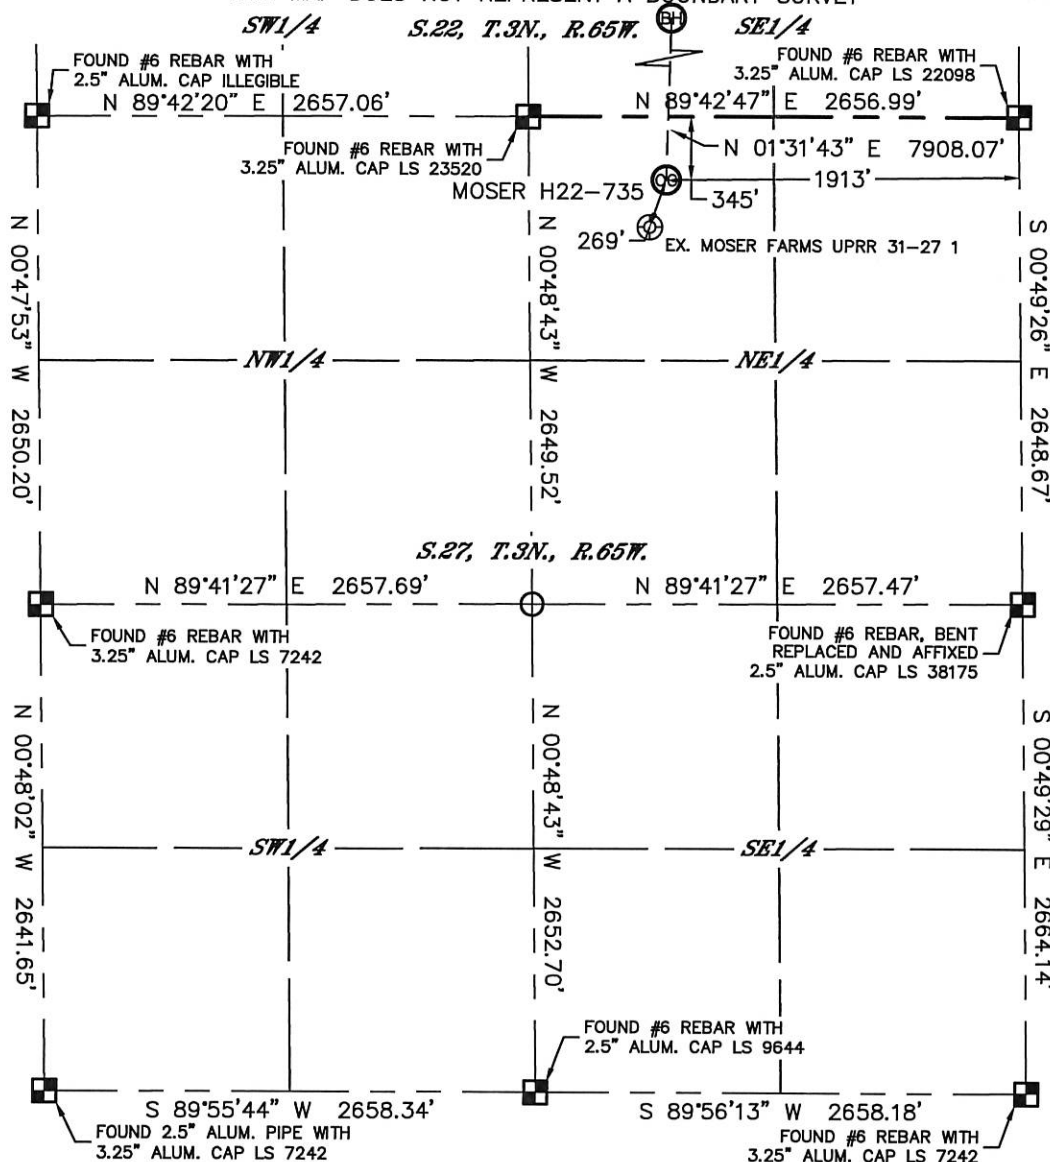 MAP DOES NOT REPRESENT A BOUNDARY SURVEY
SW1/4
S.22, T.3N., R.65W.
BH
SE1/4
FOUND #6 REBAR WITH
2.5" ALUM. CAP ILLEGIBLE
FOUND #6 REBAR WITH
3.25" ALUM. CAP LS 22098
N 89°42'20" E 2657.06'
N 89°42'47" E 2656.99'
FOUND #6 REBAR WITH
3.25" ALUM. CAP LS 23520
N 01°31'43" E 7908.07'
MOSER H22-735
1913'
345'
269'
EX. MOSER FARMS UPRR 31-27 1
N 00°47'53" W 2650.20'
N 00°48'43" W 2649.52'
S 00°49'26" E 2648.67'
NW1/4
NE1/4
S.27, T.3N., R.65W.
N 89°41'27" E 2657.69'
N 89°41'27" E 2657.47'
FOUND #6 REBAR WITH
3.25" ALUM. CAP LS 7242
FOUND #6 REBAR, BENT
REPLACED AND AFFIXED
2.5" ALUM. CAP LS 38175
N 00°48'02" W 2641.65'
N 00°48'43" W 2652.70'
S 00°49'29" E 2664.14'
SW1/4
SE1/4
FOUND #6 REBAR WITH
2.5" ALUM. CAP LS 9644
S 89°55'44" W 2658.34'
S 89°56'13" W 2658.18'
FOUND 2.5" ALUM. PIPE WITH
3.25" ALUM. CAP LS 7242
FOUND #6 REBAR WITH
3.25" ALUM. CAP LS 7242